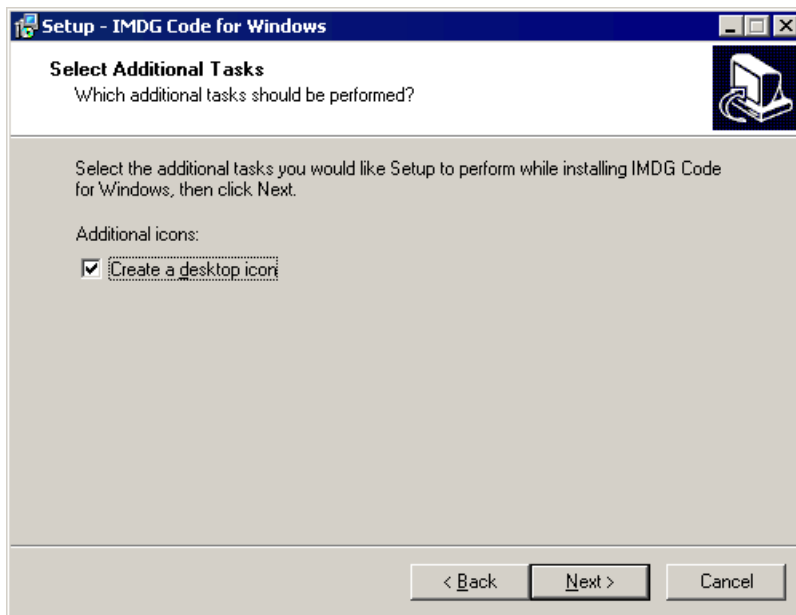 Setup - IMDG Code for Windows
Select Additional Tasks
Which additional tasks should be performed?
Select the additional tasks you would like Setup to perform while installing IMDG Code
for Windows, then click Next.
Additional icons:
Create a desktop icon
< Back Next > Cancel